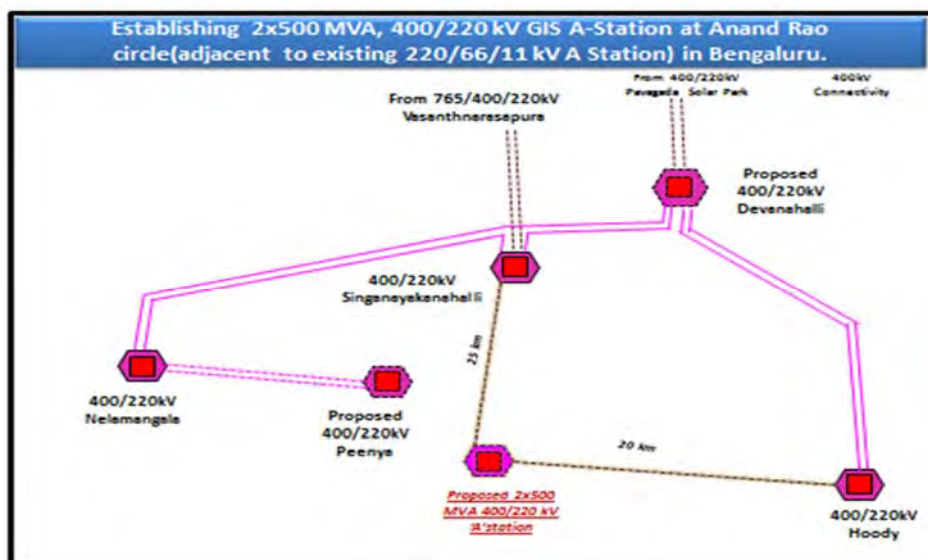 Establishing 2x500 MVA, 400/220 kV GIS A-Station at Anand Rao
circle(adjacent to existing 220/66/11 kV A Station) in Bengaluru.
From 765/400/220kV
Vasanthnarasapura
From 400/220kV
Pavagada Solar Park
400kV
Connectivity
Proposed
400/220kV
Devanahalli
400/220kV
Singanayakanahalli
25 km
400/220kV
Nelamangala
Proposed
400/220kV
Peenya
20 km
Proposed 2x500
MVA 400/220 kV
'A'station
400/220kV
Hoody